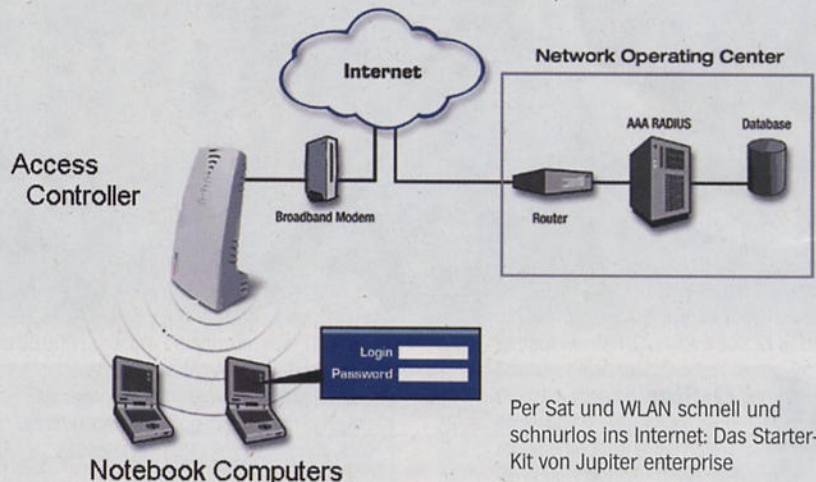 Internet
Network Operating Center
AAA RADIUS
Database
Access
Controller
Broadband Modem
Router
Login
Password
Per Sat und WLAN schnell und
schnurlos ins Internet: Das Starter-
Kit von Jupiter enterprise
Notebook Computers